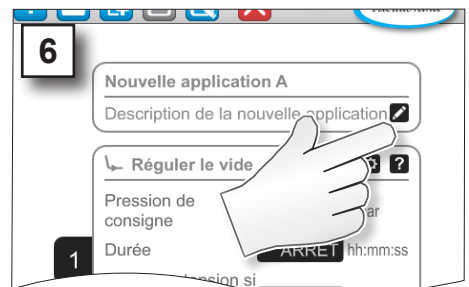 6
Nouvelle application A
Description de la nouvelle application
Réguler le vide
?
Pression de
consigne
1
Durée ARRET hh:mm:ss
si